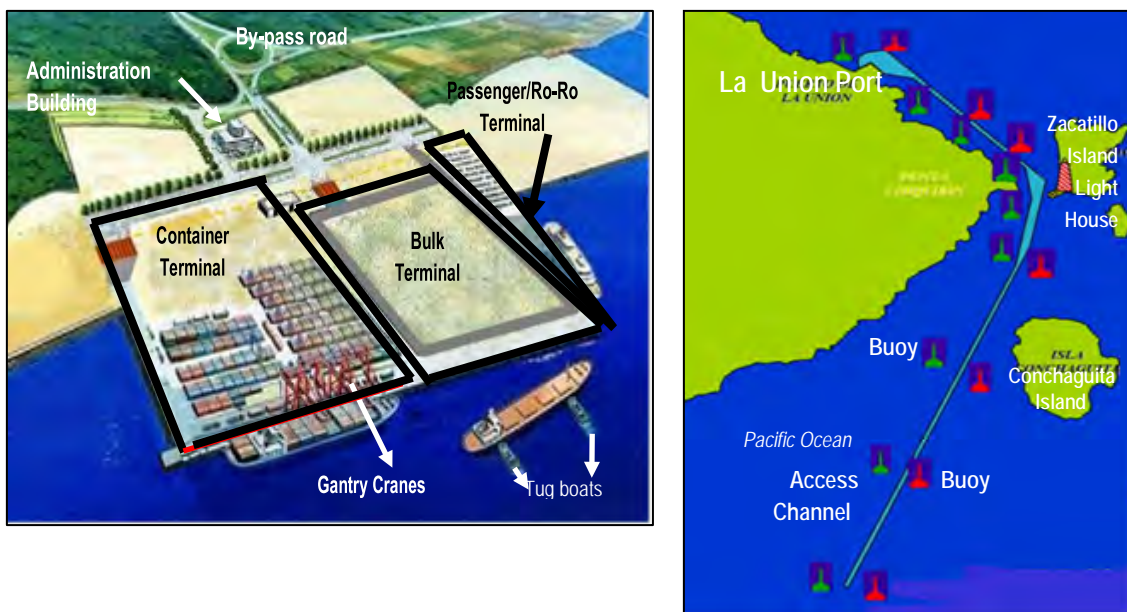 By-pass road
Administration
Building
Passenger/Ro-Ro
Terminal
Container
Terminal
Bulk
Terminal
Gantry Cranes
Tug boats
La Union Port
LA UNION
Zacatillo
Island
Light
House
Buoy
ISLA
CONCHAGUITA
Conchaguita
Island
Pacific Ocean
Access
Channel
Buoy